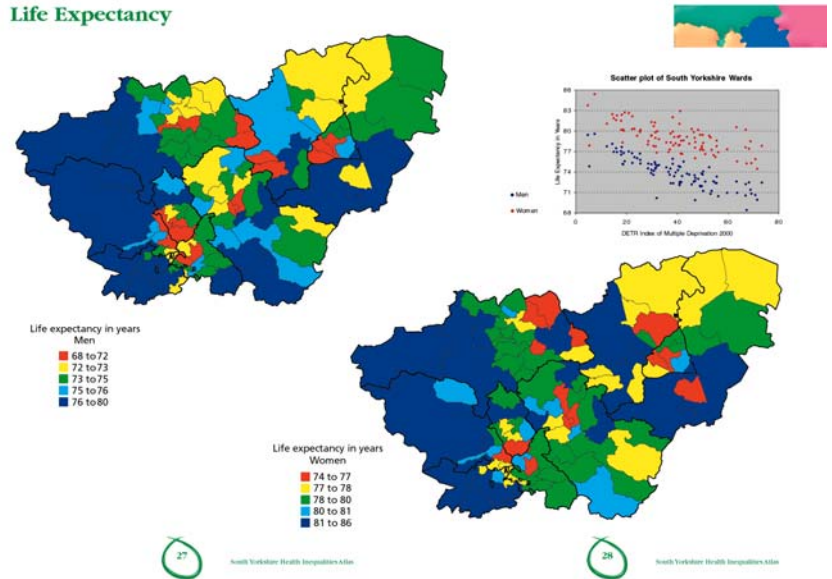 Life Expectancy
Scatter plot of South Yorkshire Wards
Life Expectancy in Years
86
83
80
77
74
71
68
0
20
40
60
80
DETR Index of Multiple Deprivation 2000
Men
Women
Life expectancy in years
Men
68 to 72
72 to 73
73 to 75
75 to 76
76 to 80
Life expectancy in years
Women
74 to 77
77 to 78
78 to 80
80 to 81
81 to 86
27
South Yorkshire Health Inequalities Atlas
28
South Yorkshire Health Inequalities Atlas